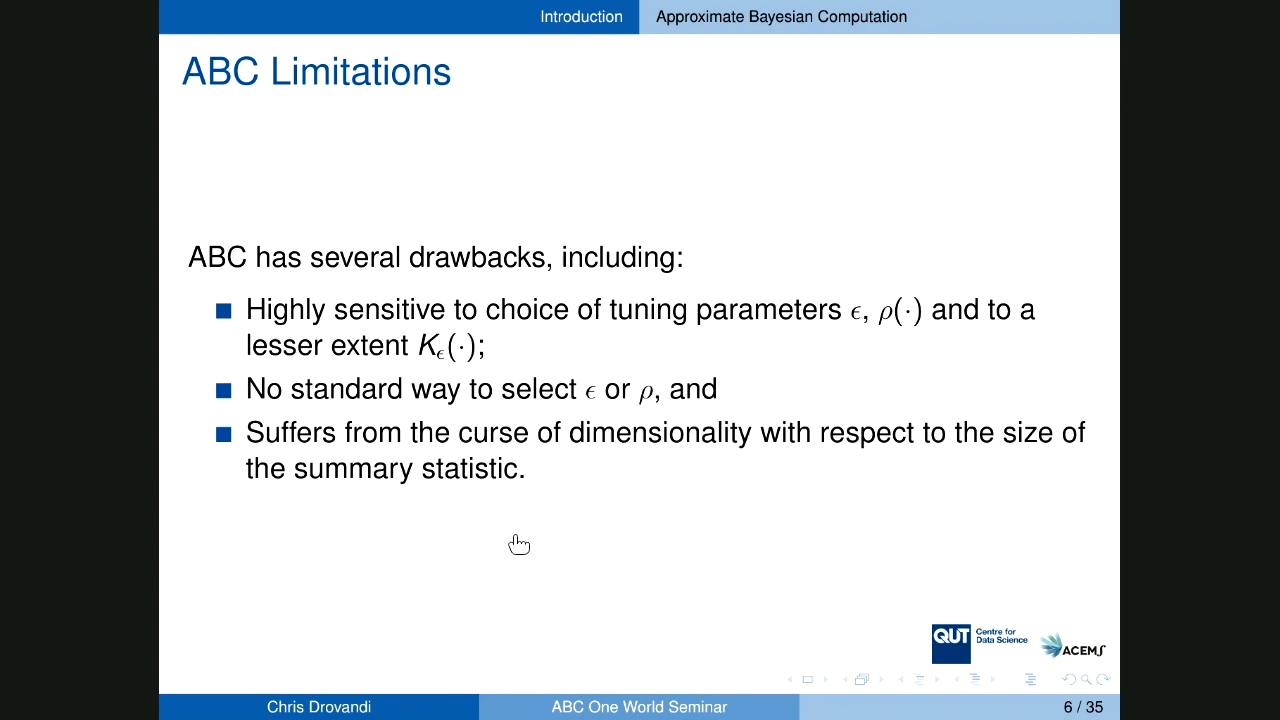 Introduction
Approximate Bayesian Computation
ABC Limitations
ABC has several drawbacks, including:
Highly sensitive to choice of tuning parameters ϵ, ρ(·) and to a
lesser extent Kϵ(·);
No standard way to select ϵ or ρ, and
Suffers from the curse of dimensionality with respect to the size of
the summary statistic.
QUT
Centre for
Data Science
ACEMS
Chris Drovandi
ABC One World Seminar
6 / 35